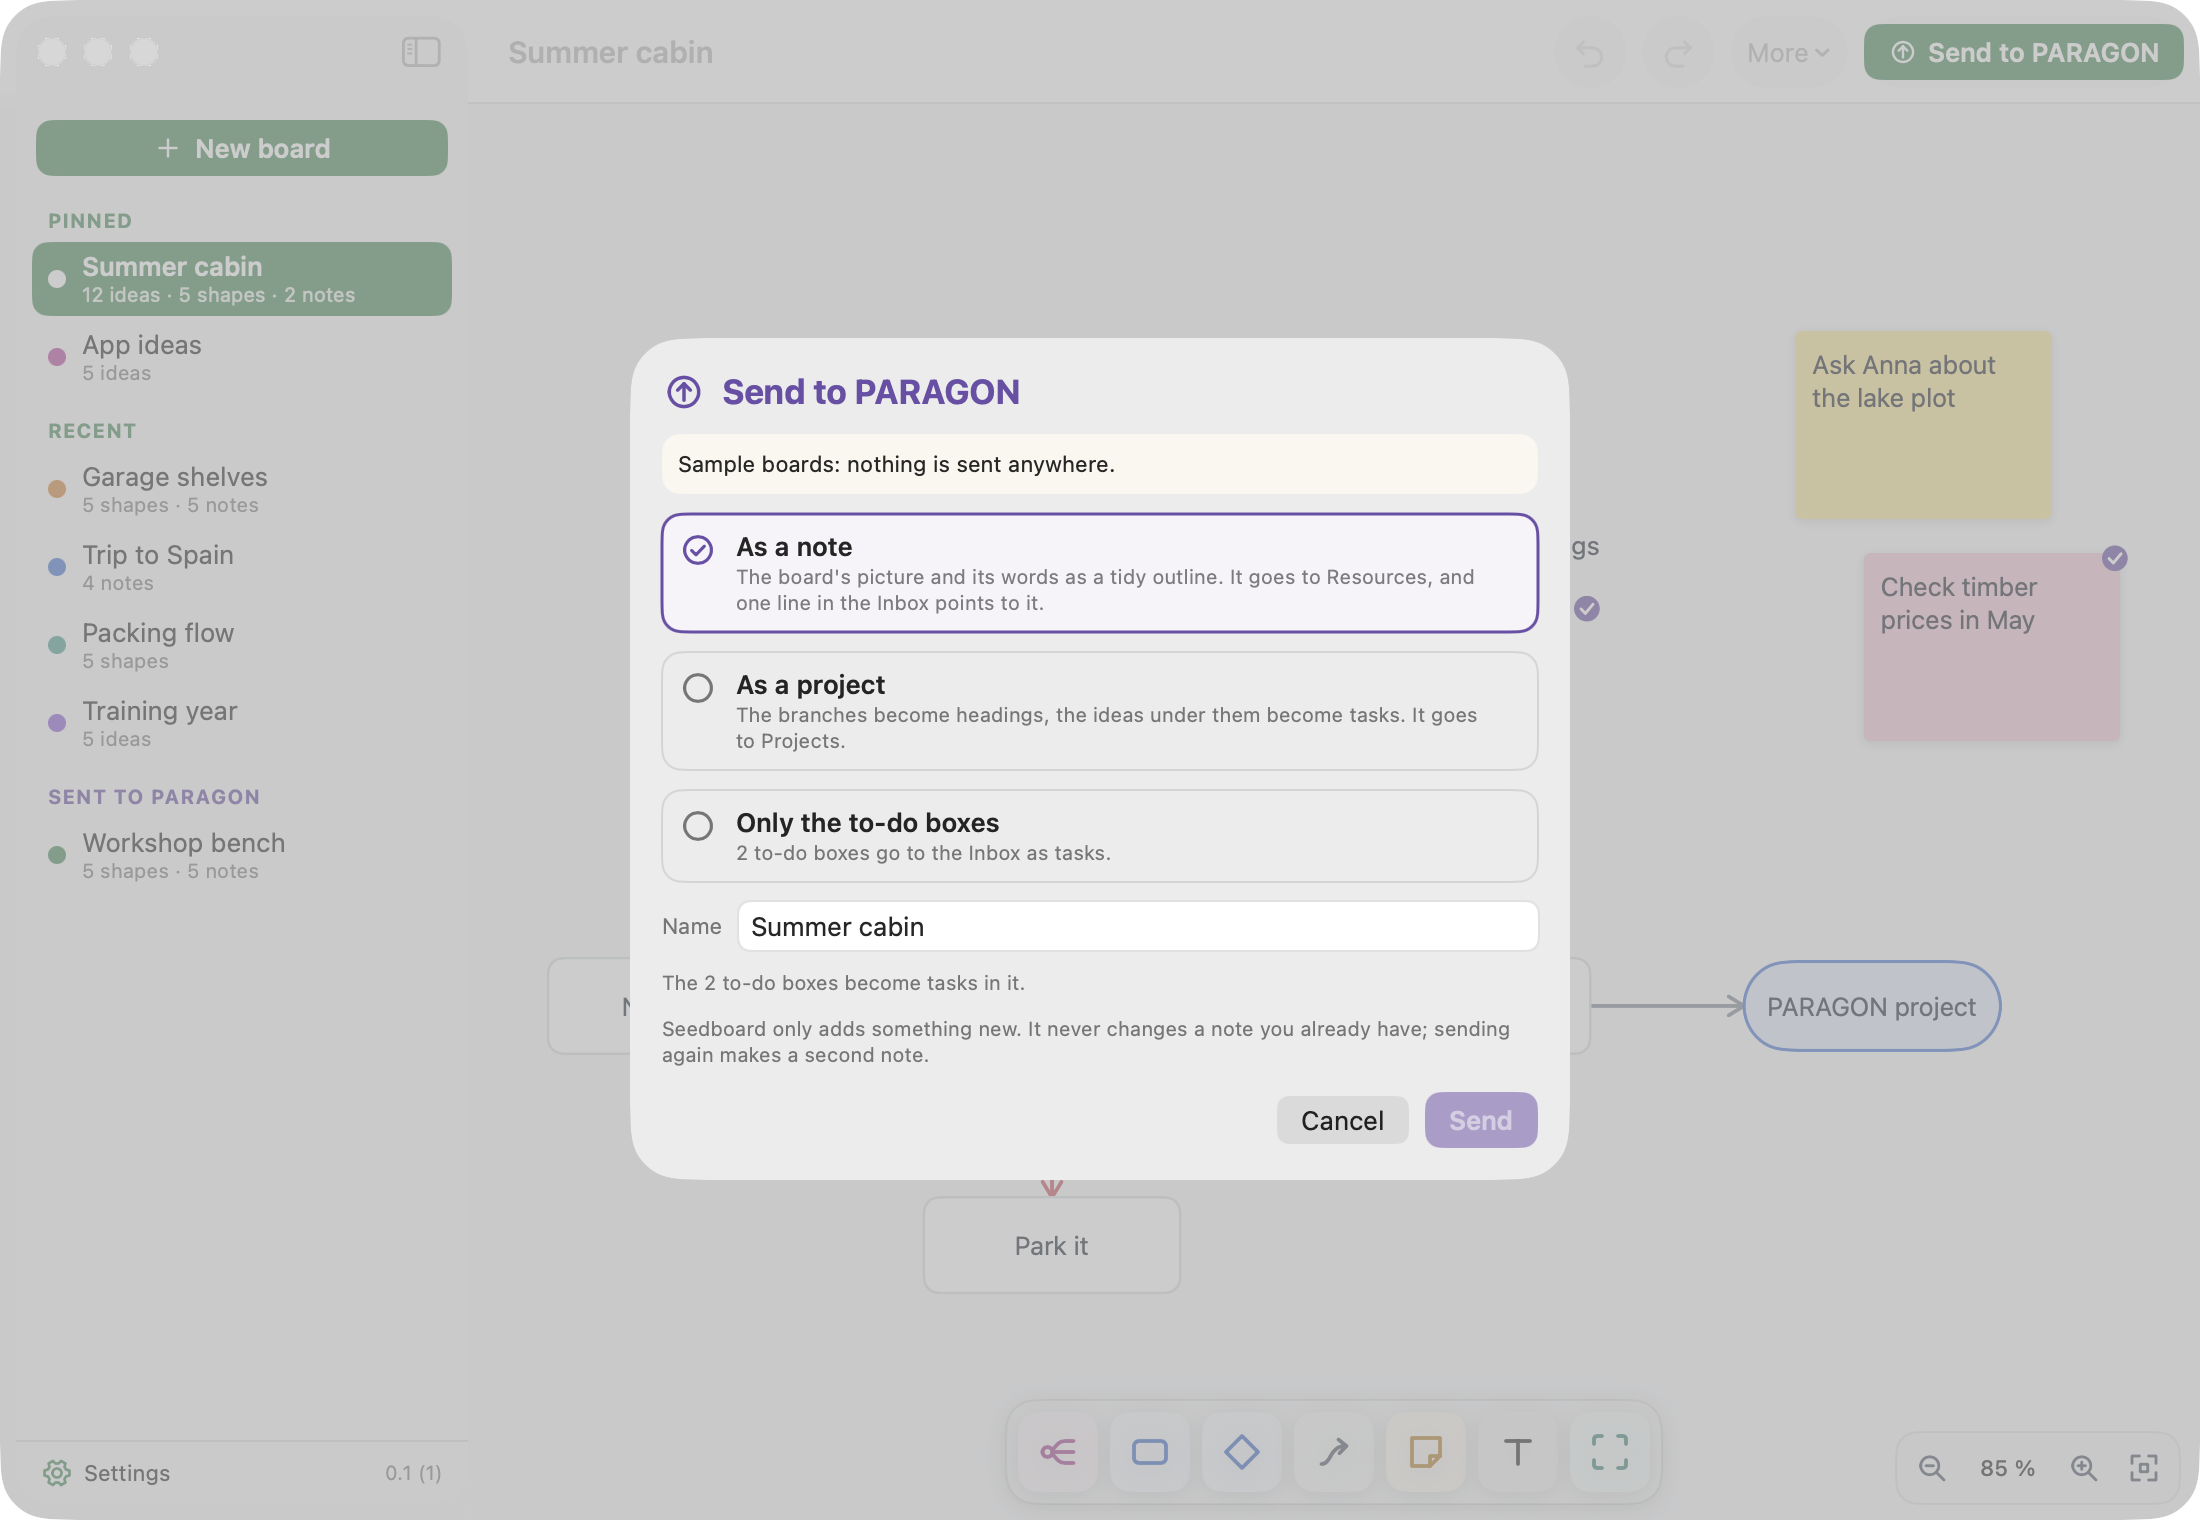 Summer cabin
More
Send to PARAGON
New board
PINNED
Summer cabin
12 ideas · 5 shapes · 2 notes
App ideas
5 ideas
RECENT
Garage shelves
5 shapes · 5 notes
Trip to Spain
4 notes
Packing flow
5 shapes
Training year
5 ideas
SENT TO PARAGON
Workshop bench
5 shapes · 5 notes
Settings
0.1 (1)
Send to PARAGON
Sample boards: nothing is sent anywhere.
As a note
The board's picture and its words as a tidy outline. It goes to Resources, and
one line in the Inbox points to it.
As a project
The branches become headings, the ideas under them become tasks. It goes
to Projects.
Only the to-do boxes
2 to-do boxes go to the Inbox as tasks.
Name
Summer cabin
The 2 to-do boxes become tasks in it.
Seedboard only adds something new. It never changes a note you already have; sending
again makes a second note.
Cancel
Send
Ask Anna about
the lake plot
gs
Check timber
prices in May
PARAGON project
Park it
T
85 %